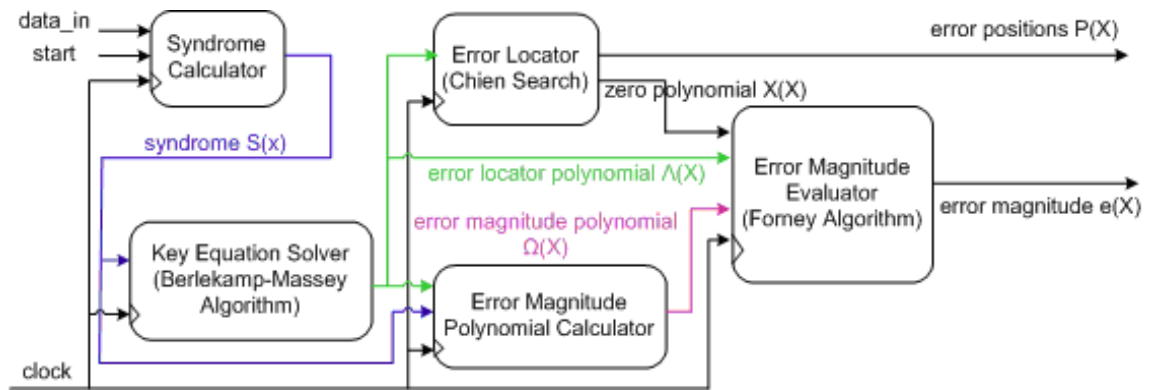 data_in
start
Syndrome
Calculator
Error Locator
(Chien Search)
error positions P(X)
zero polynomial X(X)
syndrome S(x)
error locator polynomial Λ(X)
Error Magnitude
Evaluator
(Forney Algorithm)
error magnitude e(X)
error magnitude polynomial
Ω(X)
Key Equation Solver
(Berlekamp-Massey
Algorithm)
Error Magnitude
Polynomial Calculator
clock